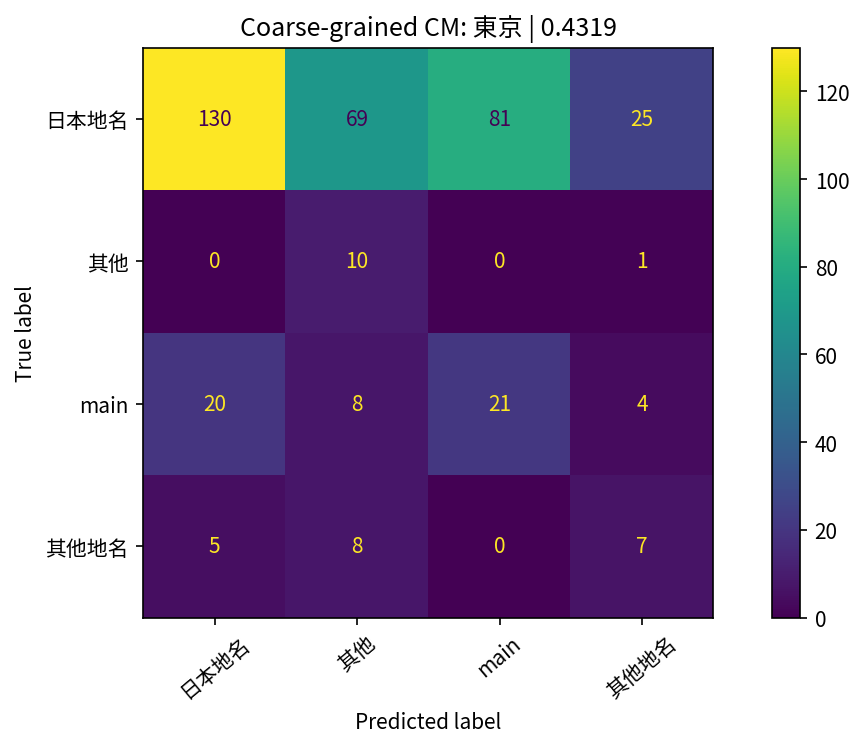 Coarse-grained CM: 東京 | 0.4319
True label
日本地名 130 69 81 25
其他 0 10 0 1
main 20 8 21 4
其他地名 5 8 0 7
日本地名 其他 main 其他地名
Predicted label
120
100
80
60
40
20
0